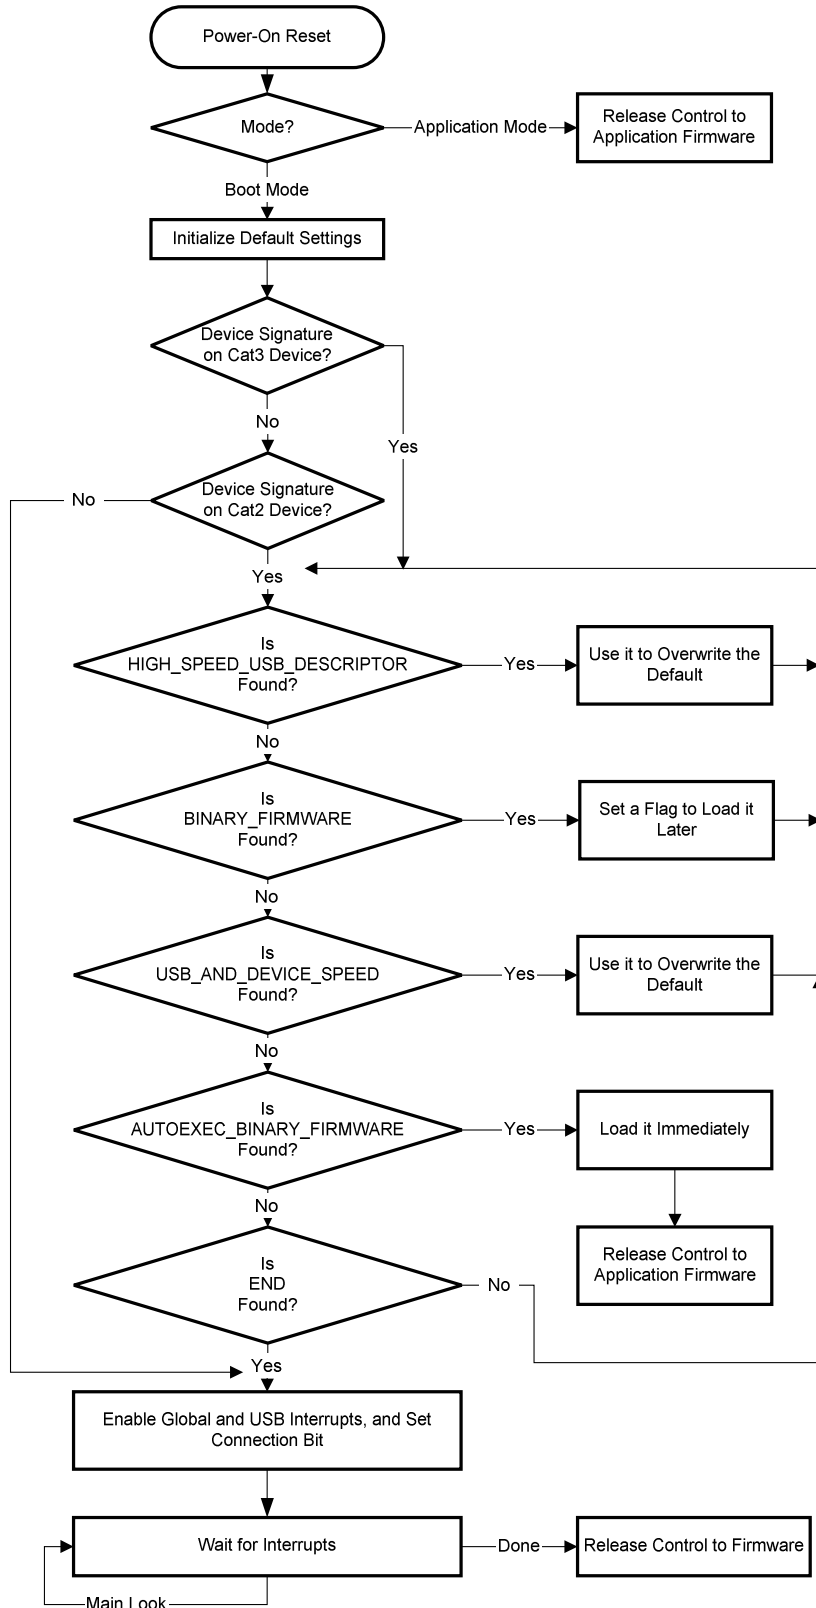 Power-On Reset
Mode?
Application Mode
Release Control to
Application Firmware
Boot Mode
Initialize Default Settings
Device Signature
on Cat3 Device?
No
Yes
Device Signature
on Cat2 Device?
No
Yes
Is
HIGH_SPEED_USB_DESCRIPTOR
Found?
Yes
Use it to Overwrite the
Default
No
Is
BINARY_FIRMWARE
Found?
Yes
Set a Flag to Load it
Later
No
Is
USB_AND_DEVICE_SPEED
Found?
Yes
Use it to Overwrite the
Default
No
Is
AUTOEXEC_BINARY_FIRMWARE
Found?
Yes
Load it Immediately
No
Release Control to
Application Firmware
Is
END
Found?
No
Yes
Enable Global and USB Interrupts, and Set
Connection Bit
Wait for Interrupts
Done
Release Control to Firmware
Main Look